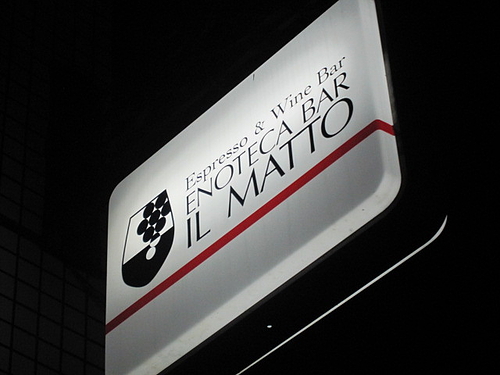 Espresso & Wine Bar
ENOTECA BAR
IL MATTO